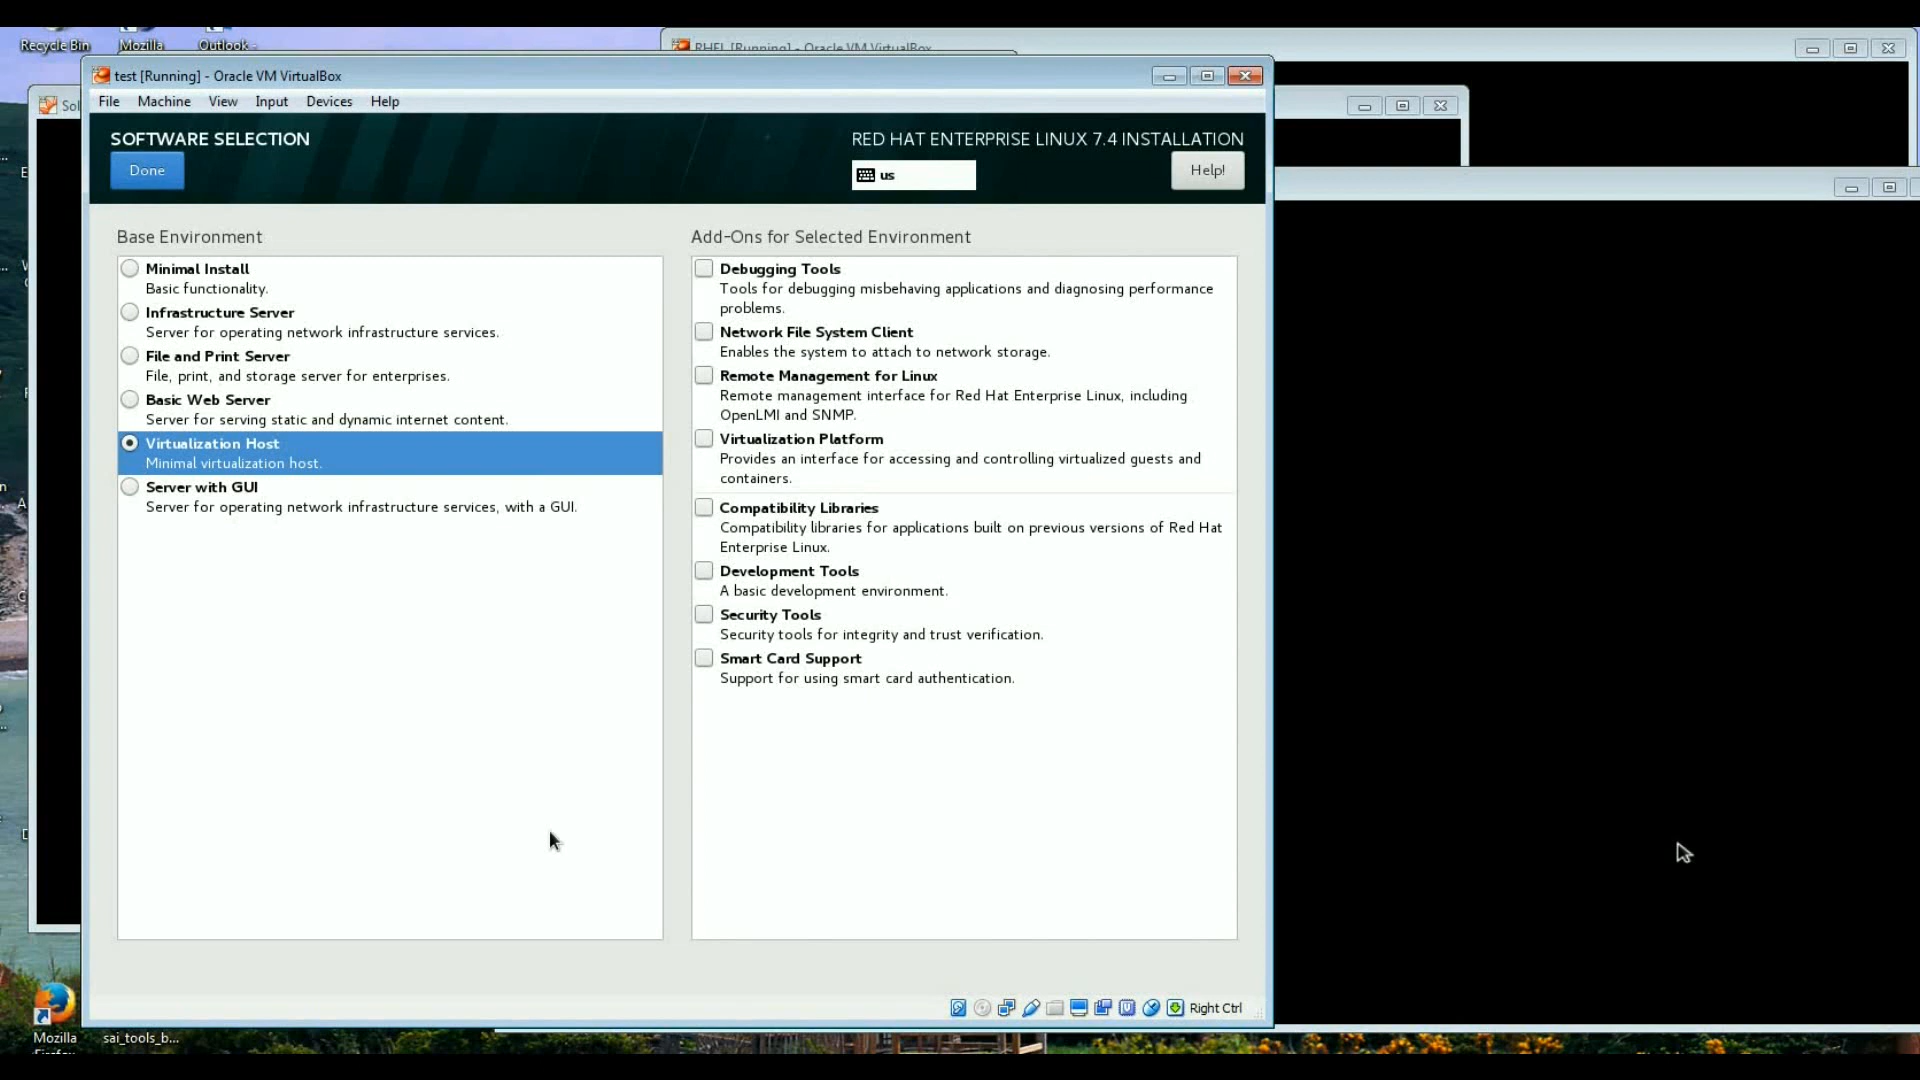 Recycle Bin
Mozilla
Outlook
RHEL [Running] - Oracle VM VirtualBox
test [Running] - Oracle VM VirtualBox
Sol
File Machine View Input Devices Help
SOFTWARE SELECTION
RED HAT ENTERPRISE LINUX 7.4 INSTALLATION
Done
us
Help!
Base Environment
Add-Ons for Selected Environment
Minimal Install
Basic functionality.
Infrastructure Server
Server for operating network infrastructure services.
File and Print Server
File, print, and storage server for enterprises.
Basic Web Server
Server for serving static and dynamic internet content.
Virtualization Host
Minimal virtualization host.
Server with GUI
Server for operating network infrastructure services, with a GUI.
Debugging Tools
Tools for debugging misbehaving applications and diagnosing performance
problems.
Network File System Client
Enables the system to attach to network storage.
Remote Management for Linux
Remote management interface for Red Hat Enterprise Linux, including
OpenLMI and SNMP.
Virtualization Platform
Provides an interface for accessing and controlling virtualized guests and
containers.
Compatibility Libraries
Compatibility libraries for applications built on previous versions of Red Hat
Enterprise Linux.
Development Tools
A basic development environment.
Security Tools
Security tools for integrity and trust verification.
Smart Card Support
Support for using smart card authentication.
Right Ctrl
Mozilla
Firefox
sai_tools_b...